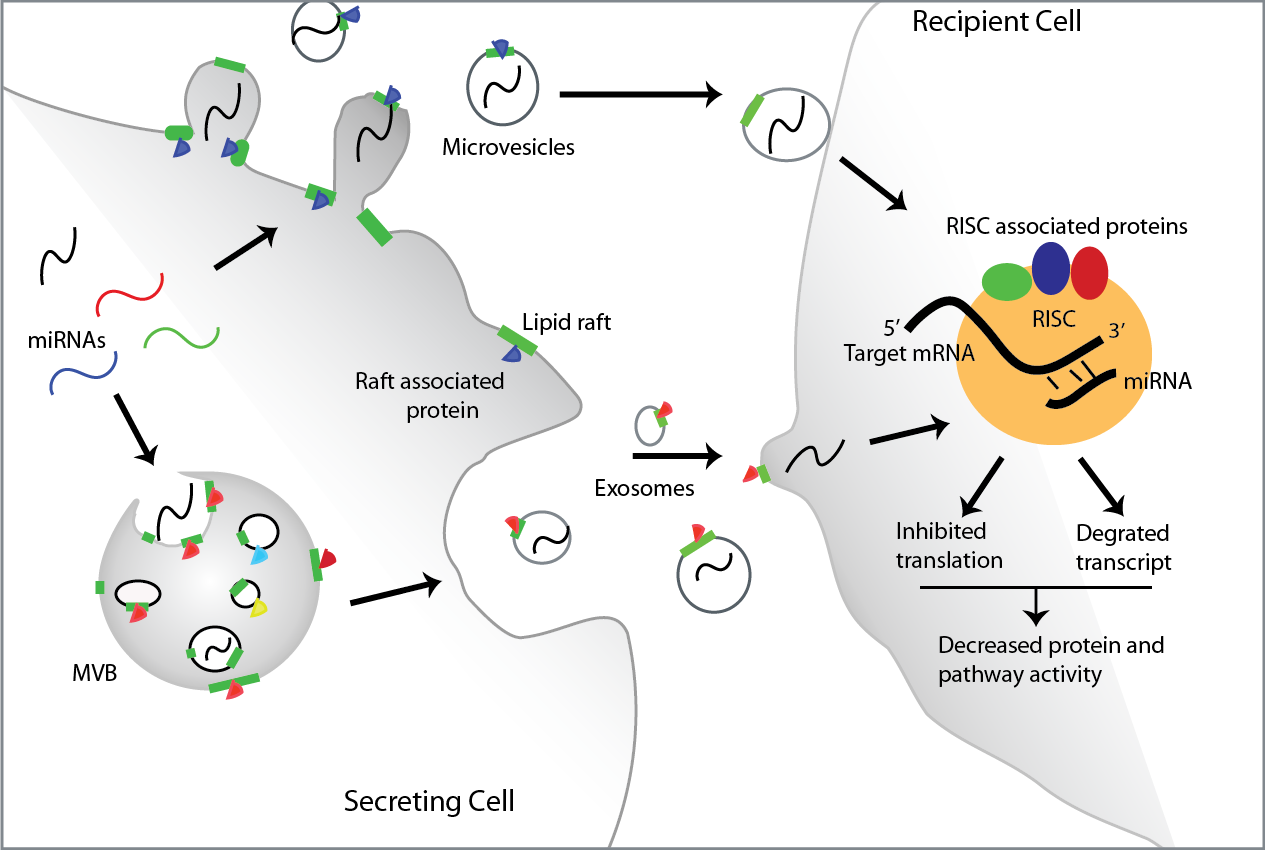 Recipient Cell
Microvesicles
RISC associated proteins
RISC
5′
3′
Target mRNA
miRNA
miRNAs
Lipid raft
Raft associated
protein
Exosomes
Inhibited
translation
Degrated
transcript
Decreased protein and
pathway activity
MVB
Secreting Cell